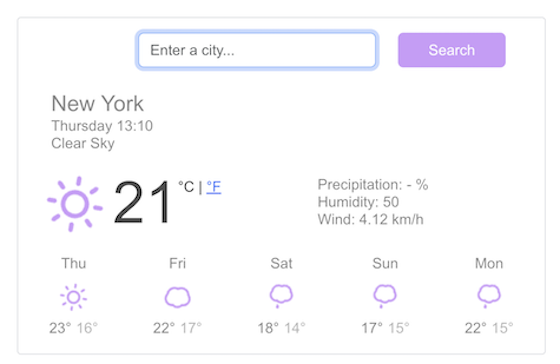 Enter a city... Search
New York
Thursday 13:10
Clear Sky
21 °C | °F
Precipitation: - %
Humidity: 50
Wind: 4.12 km/h
Thu Fri Sat Sun Mon
23° 16° 22° 17° 18° 14° 17° 15° 22° 15°